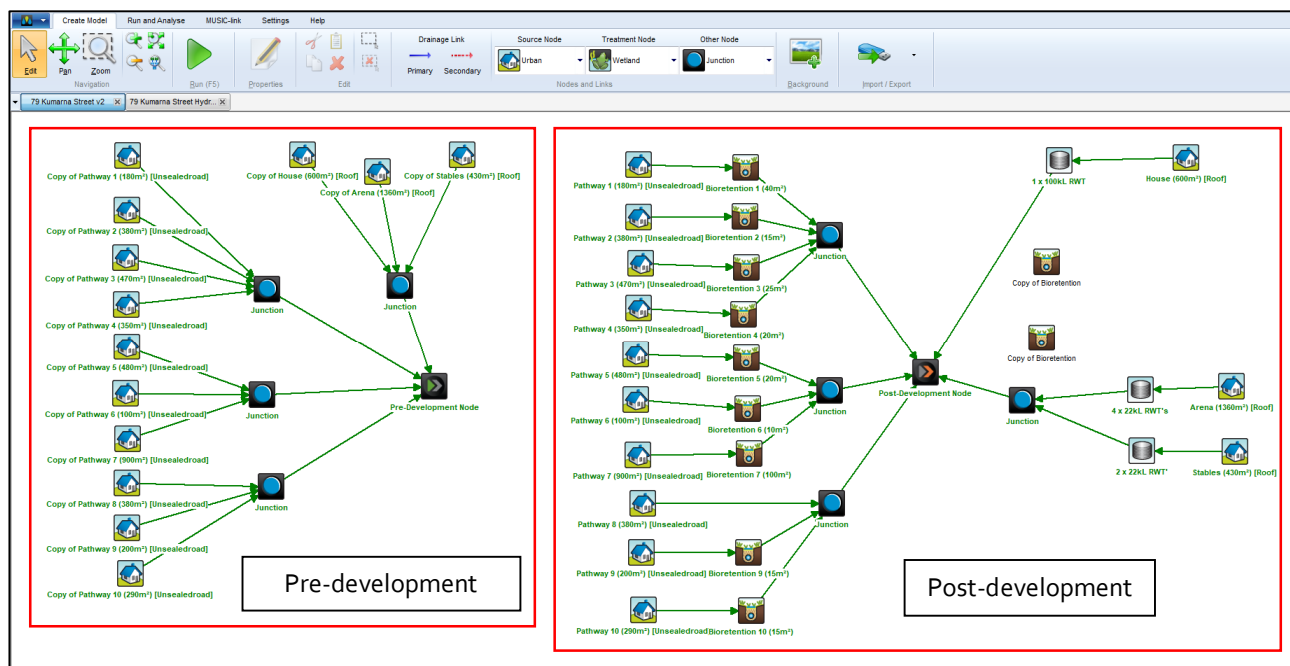 Create Model
Run and Analyse
MUSIC-link
Settings
Help
Edit
Pan
Zoom
Navigation
Run (F5)
Properties
Edit
Drainage Link
Primary
Secondary
Source Node
Urban
Treatment Node
Wetland
Other Node
Junction
Nodes and Links
Background
Import / Export
79 Kumarna Street v2
79 Kumarna Street Hydr...
Copy of Pathway 1 (180m²) [Unsealedroad]
Copy of Pathway 2 (380m²) [Unsealedroad]
Copy of Pathway 3 (470m²) [Unsealedroad]
Copy of Pathway 4 (350m²) [Unsealedroad]
Copy of Pathway 5 (480m²) [Unsealedroad]
Copy of Pathway 6 (100m²) [Unsealedroad]
Copy of Pathway 7 (900m²) [Unsealedroad]
Copy of Pathway 8 (380m²) [Unsealedroad]
Copy of Pathway 9 (200m²) [Unsealedroad]
Copy of Pathway 10 (290m²) [Unsealedroad]
Copy of House (600m²) [Roof]
Copy of Arena (1360m²) [Roof]
Copy of Stables (430m²) [Roof]
Junction
Junction
Junction
Junction
Pre-Development Node
Pre-development
Pathway 1 (180m²) [Unsealedroad]
Bioretention 1 (40m²)
Pathway 2 (380m²) [Unsealedroad]
Bioretention 2 (15m²)
Pathway 3 (470m²) [Unsealedroad]
Bioretention 3 (25m²)
Pathway 4 (350m²) [Unsealedroad]
Bioretention 4 (20m²)
Pathway 5 (480m²) [Unsealedroad]
Bioretention 5 (20m²)
Pathway 6 (100m²) [Unsealedroad]
Bioretention 6 (10m²)
Pathway 7 (900m²) [Unsealedroad]
Bioretention 7 (100m²)
Pathway 8 (380m²) [Unsealedroad]
Pathway 9 (200m²) [Unsealedroad]
Bioretention 9 (15m²)
Pathway 10 (290m²) [Unsealedroad]
Bioretention 10 (15m²)
Junction
Junction
Junction
Post-Development Node
1 x 100kL RWT
House (600m²) [Roof]
Copy of Bioretention
Copy of Bioretention
Junction
4 x 22kL RWT's
Arena (1360m²) [Roof]
2 x 22kL RWT'
Stables (430m²) [Roof]
Post-development